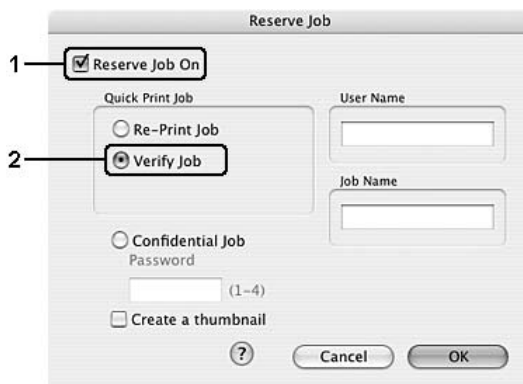 Reserve Job
1
Reserve Job On
Quick Print Job
User Name
Re-Print Job
2
Verify Job
Job Name
Confidential Job
Password
(1-4)
Create a thumbnail
?
Cancel
OK